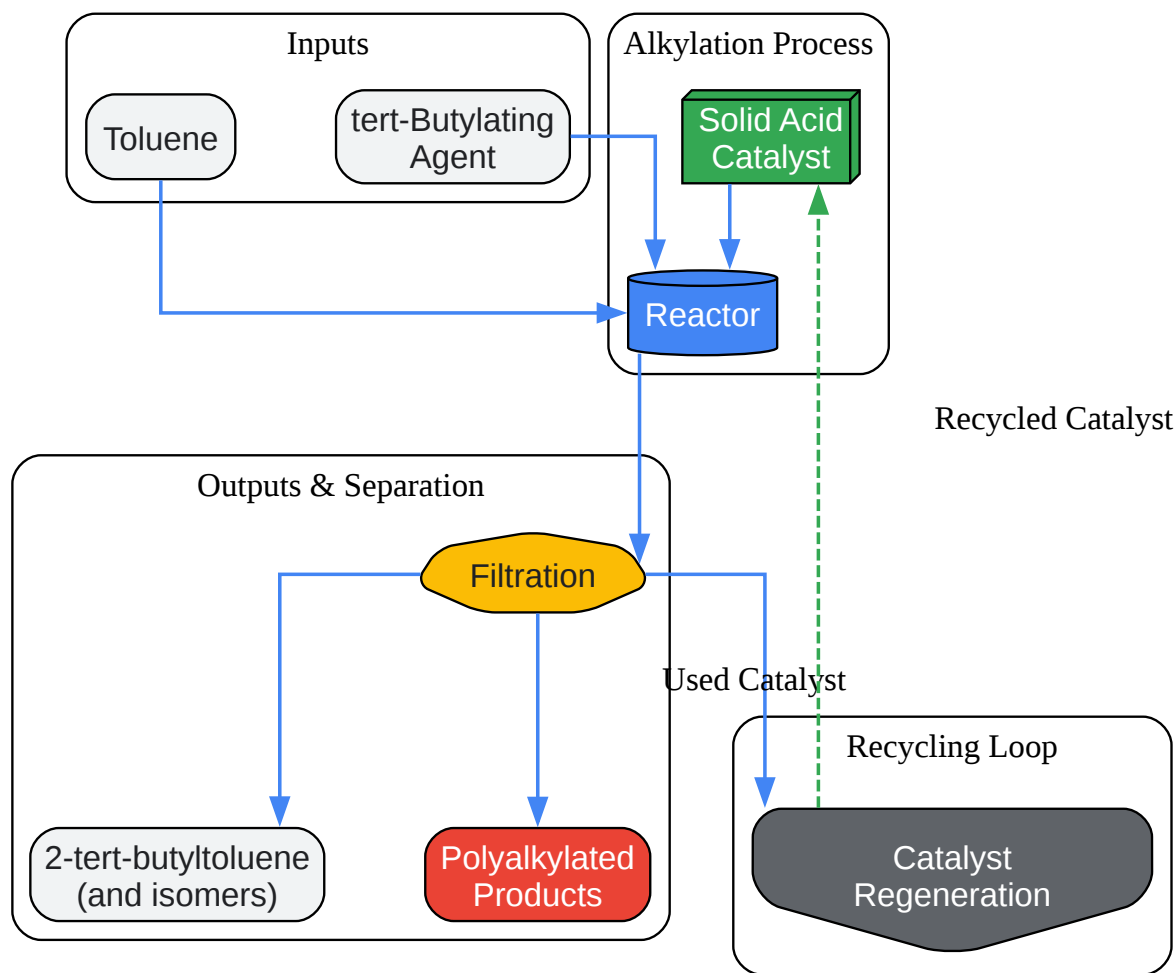 Inputs
Alkylation Process
Toluene
tert-Butylating
Agent
Solid Acid
Catalyst
Reactor
Recycled Catalyst
Outputs & Separation
Filtration
Used Catalyst
Recycling Loop
2-tert-butyltoluene
(and isomers)
Polyalkylated
Products
Catalyst
Regeneration